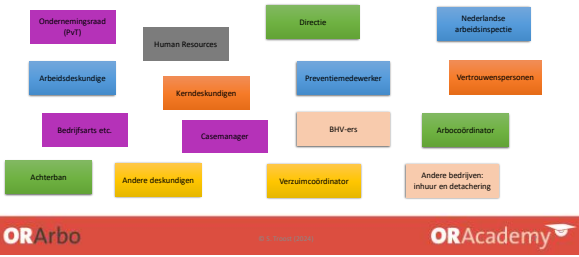 Ondernemingsraad
(PvT)
Human Resources
Directie
Nederlandse
arbeidsinspectie
Arbeidsdeskundige
Kerndeskundigen
Preventiemedewerker
Vertrouwenspersonen
Bedrijfsarts etc.
Casemanager
BHV-ers
Arbocoördinator
Achterban
Andere deskundigen
Verzuimcoördinator
Andere bedrijven:
inhuur en detachering
ORArbo
ORAcademy